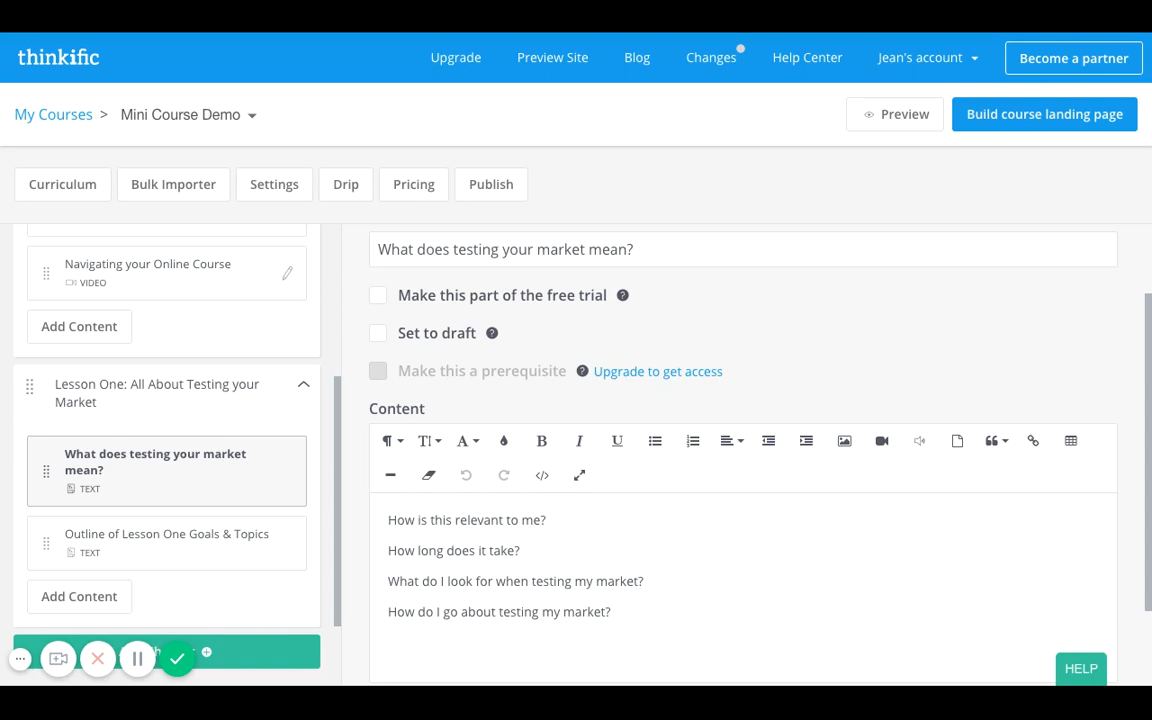 thinkific
Upgrade
Preview Site
Blog
Changes
Help Center
Jean's account
Become a partner
My Courses > Mini Course Demo
Preview
Build course landing page
Curriculum
Bulk Importer
Settings
Drip
Pricing
Publish
Navigating your Online Course
VIDEO
Add Content
Lesson One: All About Testing your
Market
What does testing your market
mean?
TEXT
Outline of Lesson One Goals & Topics
TEXT
Add Content
What does testing your market mean?
Make this part of the free trial
Set to draft
Make this a prerequisite
Upgrade to get access
Content
How is this relevant to me?
How long does it take?
What do I look for when testing my market?
How do I go about testing my market?
HELP